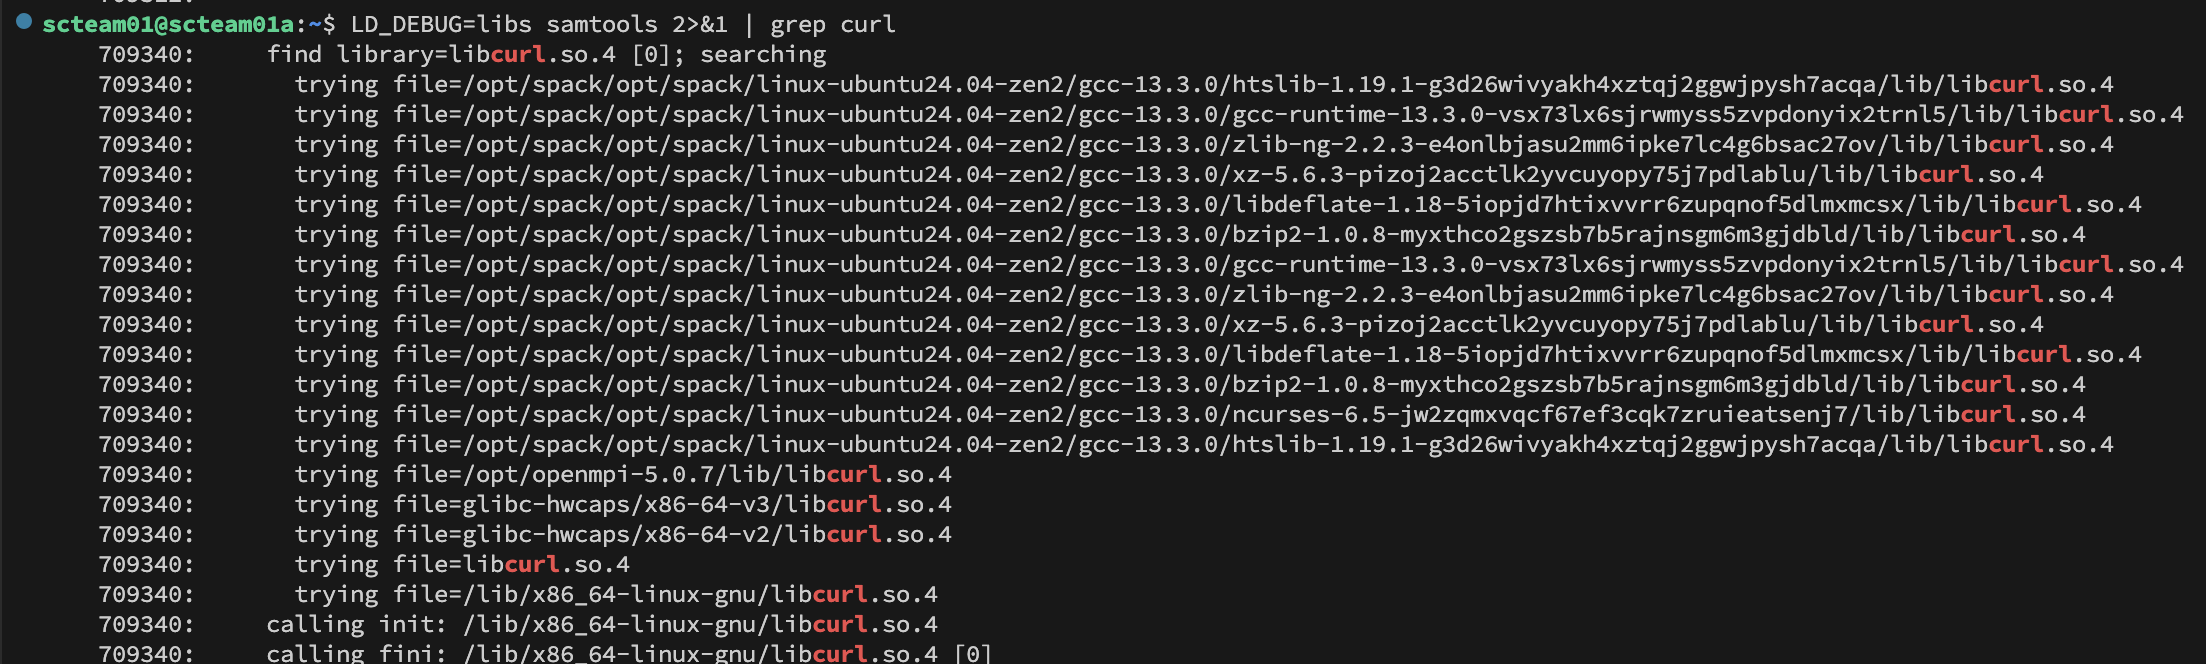 scteam01@scteam01a:~$ LD_DEBUG=libs samtools 2>&1 | grep curl
709340: find library=libcurl.so.4 [0]; searching
709340: trying file=/opt/spack/opt/spack/linux-ubuntu24.04-zen2/gcc-13.3.0/htslib-1.19.1-g3d26wivyakh4xztqj2ggwjpysh7acqa/lib/libcurl.so.4
709340: trying file=/opt/spack/opt/spack/linux-ubuntu24.04-zen2/gcc-13.3.0/gcc-runtime-13.3.0-vsx73lx6sjrwmyss5zvpdonyix2trnl5/lib/libcurl.so.4
709340: trying file=/opt/spack/opt/spack/linux-ubuntu24.04-zen2/gcc-13.3.0/zlib-ng-2.2.3-e4onlbjasu2mm6ipke7lc4g6bsac27ov/lib/libcurl.so.4
709340: trying file=/opt/spack/opt/spack/linux-ubuntu24.04-zen2/gcc-13.3.0/xz-5.6.3-pizoj2acctlk2yvcuyopy75j7pdlablu/lib/libcurl.so.4
709340: trying file=/opt/spack/opt/spack/linux-ubuntu24.04-zen2/gcc-13.3.0/libdeflate-1.18-5iopjd7htixvvrr6zupqnof5dlmxmcsx/lib/libcurl.so.4
709340: trying file=/opt/spack/opt/spack/linux-ubuntu24.04-zen2/gcc-13.3.0/bzip2-1.0.8-myxthco2gszsb7b5rajnsgm6m3gjdbld/lib/libcurl.so.4
709340: trying file=/opt/spack/opt/spack/linux-ubuntu24.04-zen2/gcc-13.3.0/gcc-runtime-13.3.0-vsx73lx6sjrwmyss5zvpdonyix2trnl5/lib/libcurl.so.4
709340: trying file=/opt/spack/opt/spack/linux-ubuntu24.04-zen2/gcc-13.3.0/zlib-ng-2.2.3-e4onlbjasu2mm6ipke7lc4g6bsac27ov/lib/libcurl.so.4
709340: trying file=/opt/spack/opt/spack/linux-ubuntu24.04-zen2/gcc-13.3.0/xz-5.6.3-pizoj2acctlk2yvcuyopy75j7pdlablu/lib/libcurl.so.4
709340: trying file=/opt/spack/opt/spack/linux-ubuntu24.04-zen2/gcc-13.3.0/libdeflate-1.18-5iopjd7htixvvrr6zupqnof5dlmxmcsx/lib/libcurl.so.4
709340: trying file=/opt/spack/opt/spack/linux-ubuntu24.04-zen2/gcc-13.3.0/bzip2-1.0.8-myxthco2gszsb7b5rajnsgm6m3gjdbld/lib/libcurl.so.4
709340: trying file=/opt/spack/opt/spack/linux-ubuntu24.04-zen2/gcc-13.3.0/ncurses-6.5-jw2zqmxvqcf67ef3cqk7zruieatsenj7/lib/libcurl.so.4
709340: trying file=/opt/spack/opt/spack/linux-ubuntu24.04-zen2/gcc-13.3.0/htslib-1.19.1-g3d26wivyakh4xztqj2ggwjpysh7acqa/lib/libcurl.so.4
709340: trying file=/opt/openmpi-5.0.7/lib/libcurl.so.4
709340: trying file=glibc-hwcaps/x86-64-v3/libcurl.so.4
709340: trying file=glibc-hwcaps/x86-64-v2/libcurl.so.4
709340: trying file=libcurl.so.4
709340: trying file=/lib/x86_64-linux-gnu/libcurl.so.4
709340: calling init: /lib/x86_64-linux-gnu/libcurl.so.4
709340: calling fini: /lib/x86_64-linux-gnu/libcurl.so.4 [0]